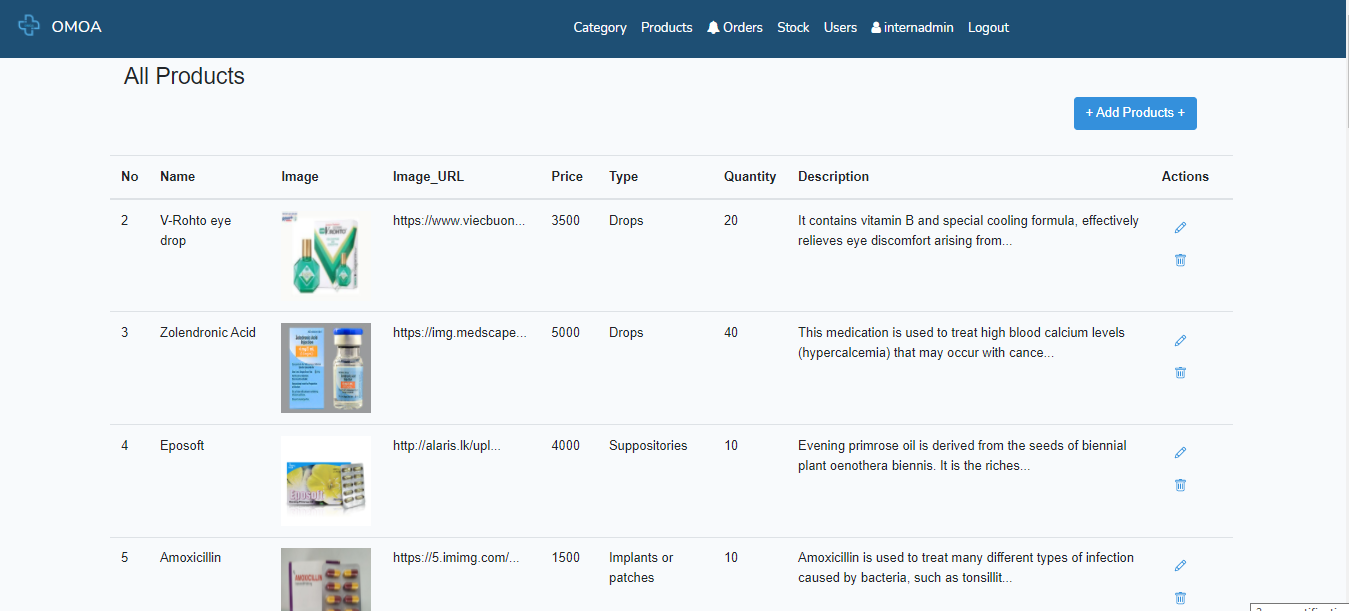 OMOA
Category Products Orders Stock Users internadmin Logout
All Products
+ Add Products +
No Name Image Image_URL Price Type Quantity Description Actions
2 V-Rohto eye https://www.viecbuon... 3500 Drops 20 It contains vitamin B and special cooling formula, effectively
drop relieves eye discomfort arising from...
3 Zolendronic Acid https://img.medscape... 5000 Drops 40 This medication is used to treat high blood calcium levels
(hypercalcemia) that may occur with cance...
4 Eposoft http://alaris.lk/upl... 4000 Suppositories 10 Evening primrose oil is derived from the seeds of biennial
plant oenothera biennis. It is the riches...
Eposoft
5 Amoxicillin https://5.imimg.com/... 1500 Implants or 10 Amoxicillin is used to treat many different types of infection
patches caused by bacteria, such as tonsillit...
AMOXICILLIN